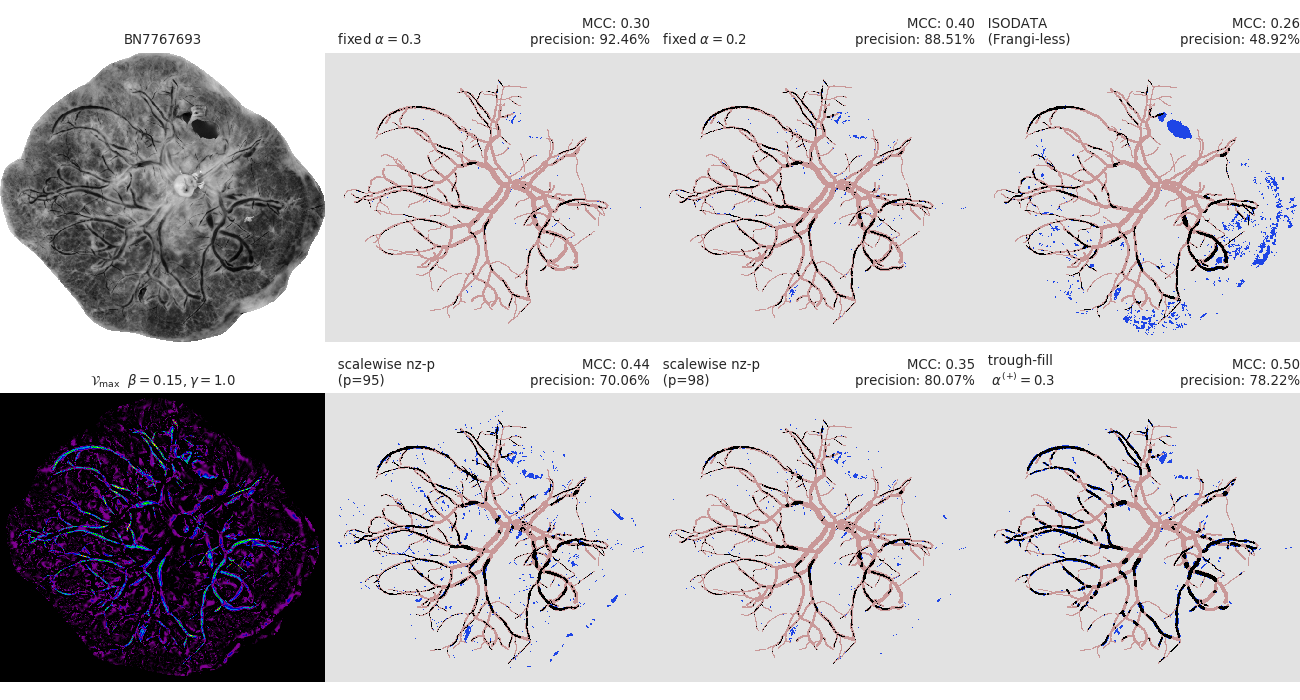 BN7767693
fixed α = 0.3
MCC: 0.30
precision: 92.46%
fixed α = 0.2
MCC: 0.40
precision: 88.51%
ISODATA
(Frangi-less)
MCC: 0.26
precision: 48.92%
𝒱max β = 0.15, γ = 1.0
scalewise nz-p
(p=95)
MCC: 0.44
precision: 70.06%
scalewise nz-p
(p=98)
MCC: 0.35
precision: 80.07%
trough-fill
α(+) = 0.3
MCC: 0.50
precision: 78.22%